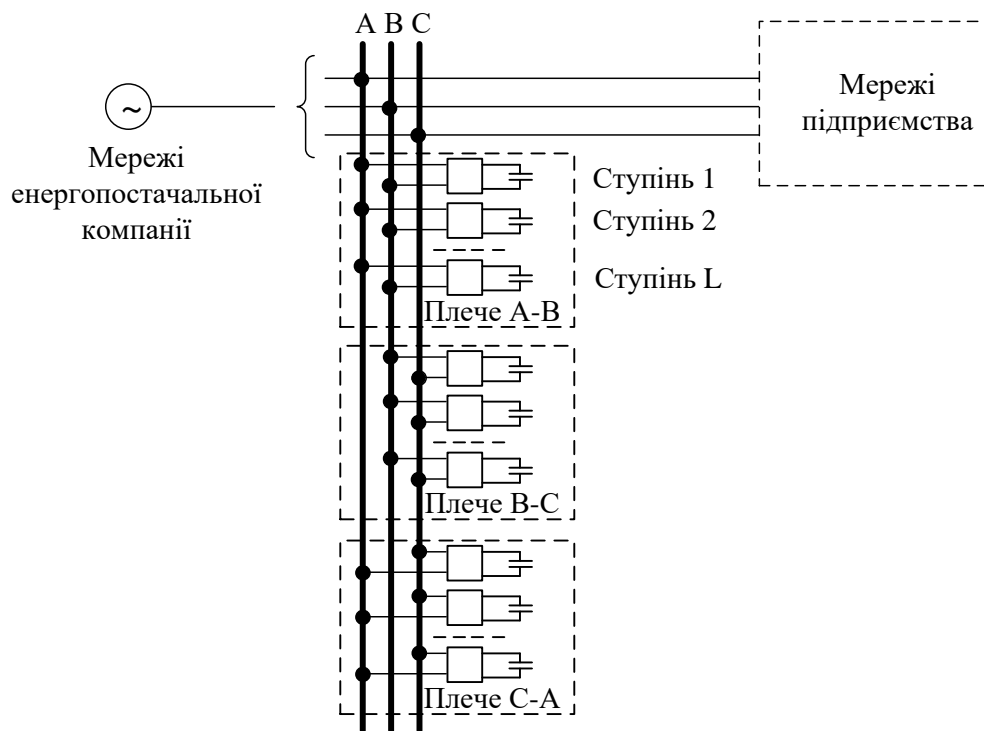 A B C
Мережі
підприємства
~
Мережі
енергопостачальної
компанії
Ступінь 1
Ступінь 2
Ступінь L
Плече A-B
Плече B-C
Плече C-A